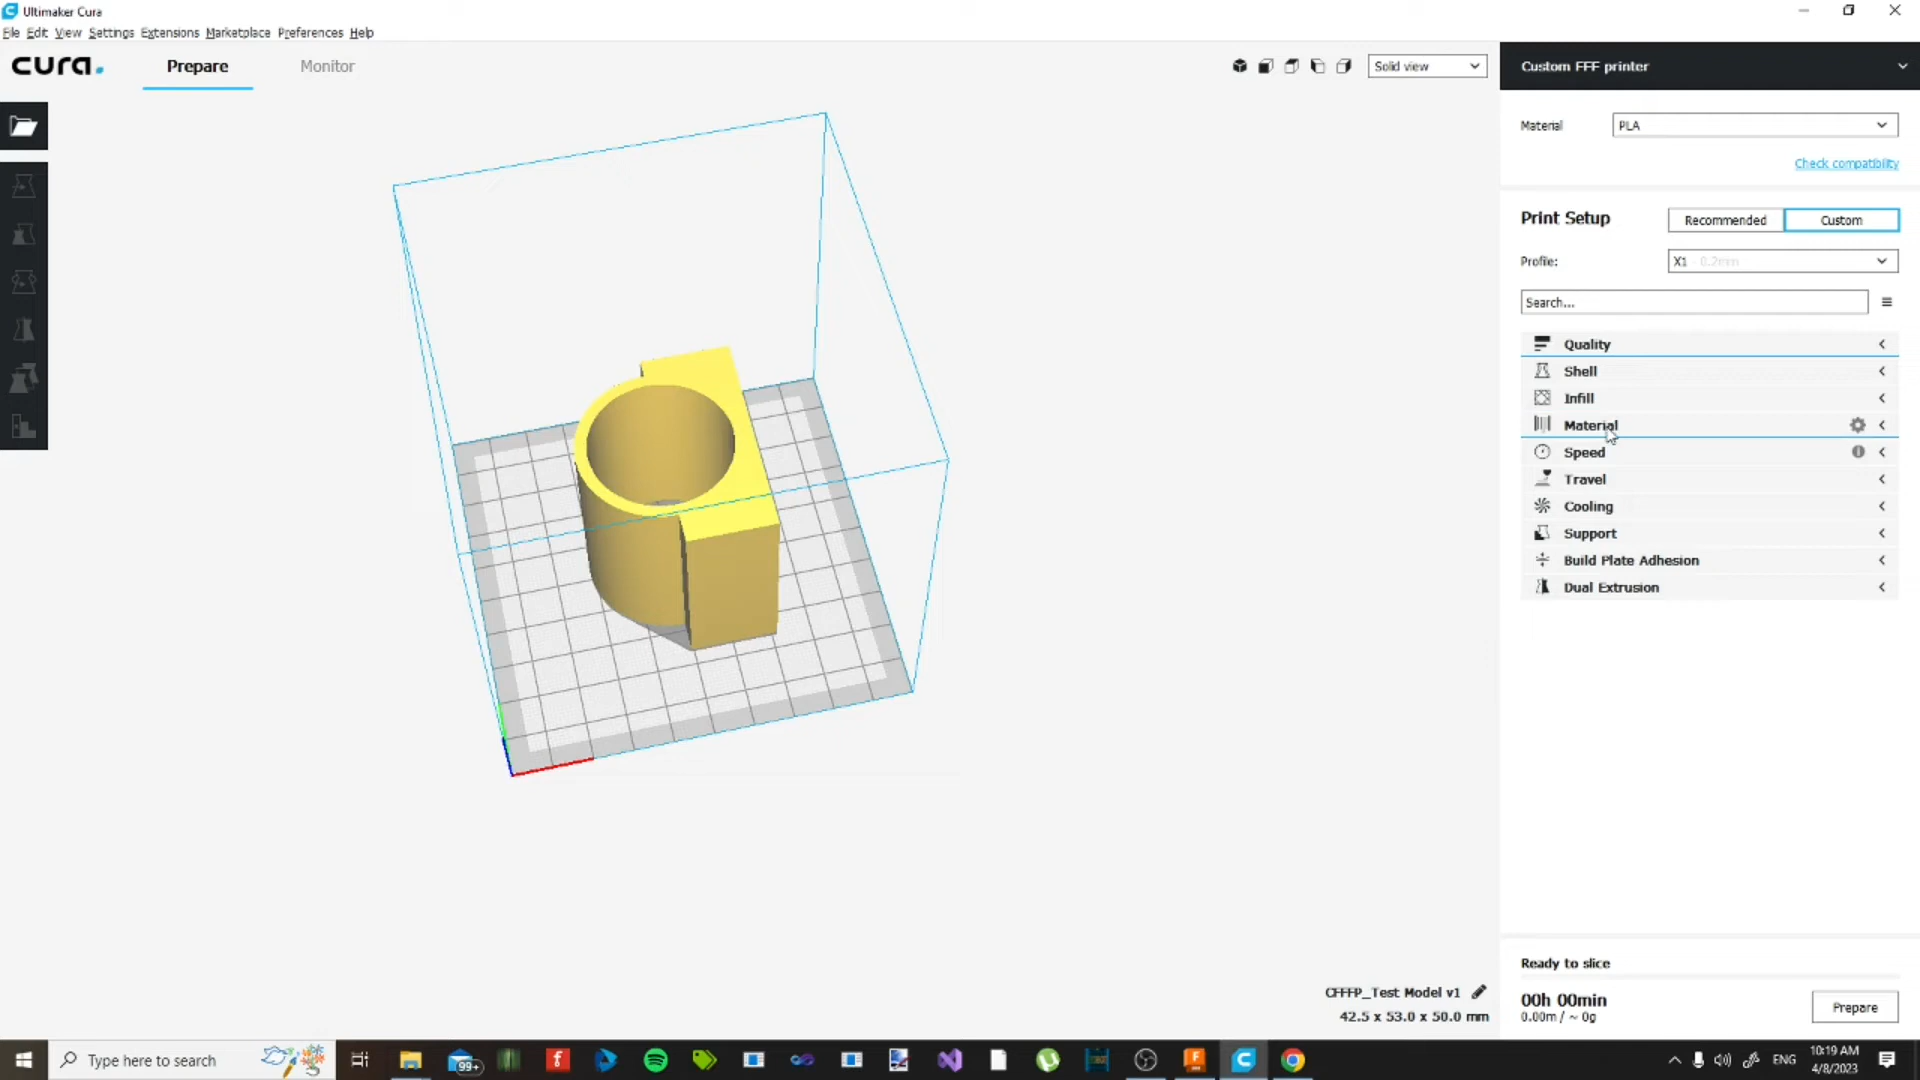 Ultimaker Cura
File Edit View Settings Extensions Marketplace Preferences Help
cura.
Prepare
Monitor
Solid view
Custom FFF printer
Material
PLA
Check compatibility
Print Setup
Recommended
Custom
Profile:
X1 0.2mm
Search...
Quality
Shell
Infill
Material
Speed
Travel
Cooling
Support
Build Plate Adhesion
Dual Extrusion
CFFFP_Test Model v1
42.5 x 53.0 x 50.0 mm
Ready to slice
00h 00min
0.00m / ~ 0g
Prepare
Type here to search
99+
ENG
10:19 AM
4/8/2023